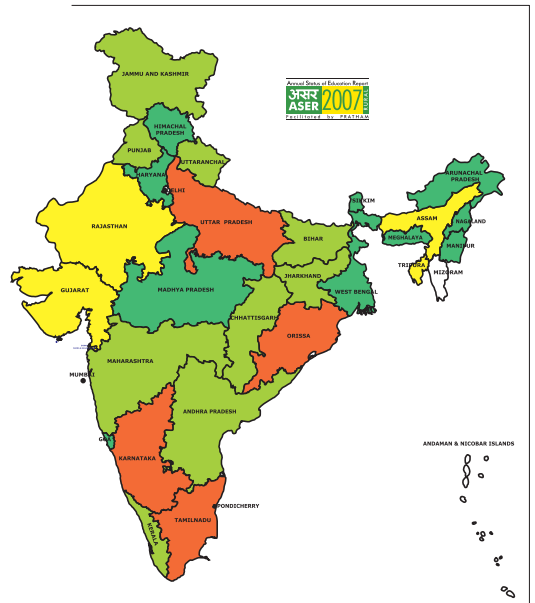 JAMMU AND KASHMIR
Annual Status of Education Report
असर
ASER
2007
RURAL
Facilitated by PRATHAM
HIMACHAL
PRADESH
PUNJAB
UTTARANCHAL
HARYANA
DELHI
ARUNACHAL
PRADESH
SIKKIM
RAJASTHAN
UTTAR PRADESH
ASSAM
NAGALAND
BIHAR
MEGHALAYA
MANIPUR
TRIPURA
MIZORAM
GUJARAT
MADHYA PRADESH
JHARKHAND
WEST BENGAL
CHHATTISGARH
ORISSA
MAHARASHTRA
MUMBAI
ANDHRA PRADESH
GOA
ANDAMAN & NICOBAR ISLANDS
KARNATAKA
PONDICHERRY
TAMILNADU
KERALA